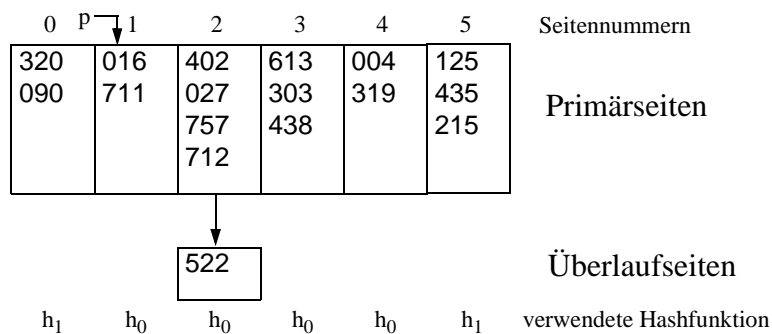 0 p 1 2 3 4 5 Seitennummern
320 016 402 613 004 125
090 711 027 303 319 435
757 438 215
712
Primärseiten
522
Überlaufseiten
h₁ h₀ h₀ h₀ h₀ h₁ verwendete Hashfunktion